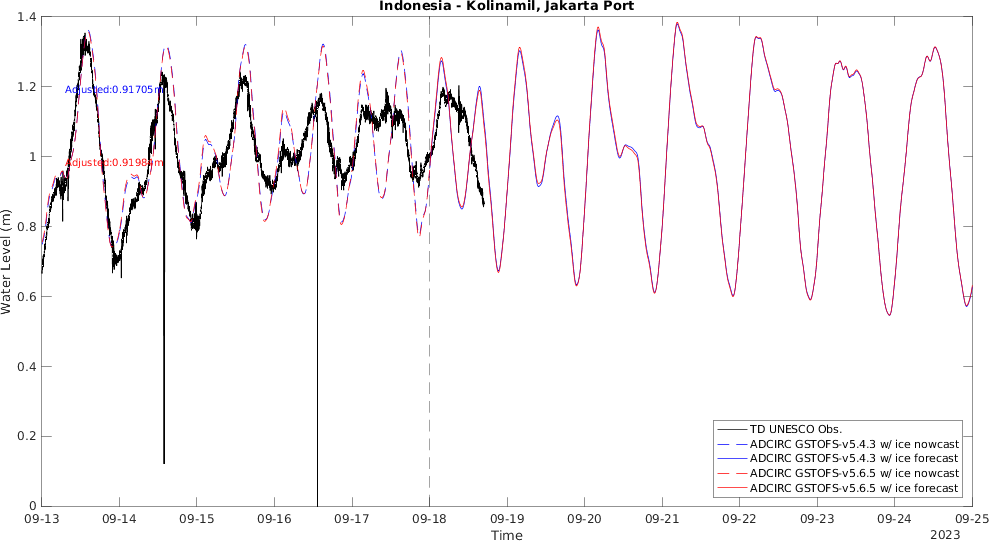 Indonesia - Kolinamil, Jakarta Port
1.4
1.2
1
0.8
0.6
0.4
0.2
0
Water Level (m)
Adjusted:0.91705m
Adjusted:0.9198 m
TD UNESCO Obs.
ADCIRC GSTOFS-v5.4.3 w/ ice nowcast
ADCIRC GSTOFS-v5.4.3 w/ ice forecast
ADCIRC GSTOFS-v5.6.5 w/ ice nowcast
ADCIRC GSTOFS-v5.6.5 w/ ice forecast
09-13 09-14 09-15 09-16 09-17 09-18 09-19 09-20 09-21 09-22 09-23 09-24 09-25
Time
2023